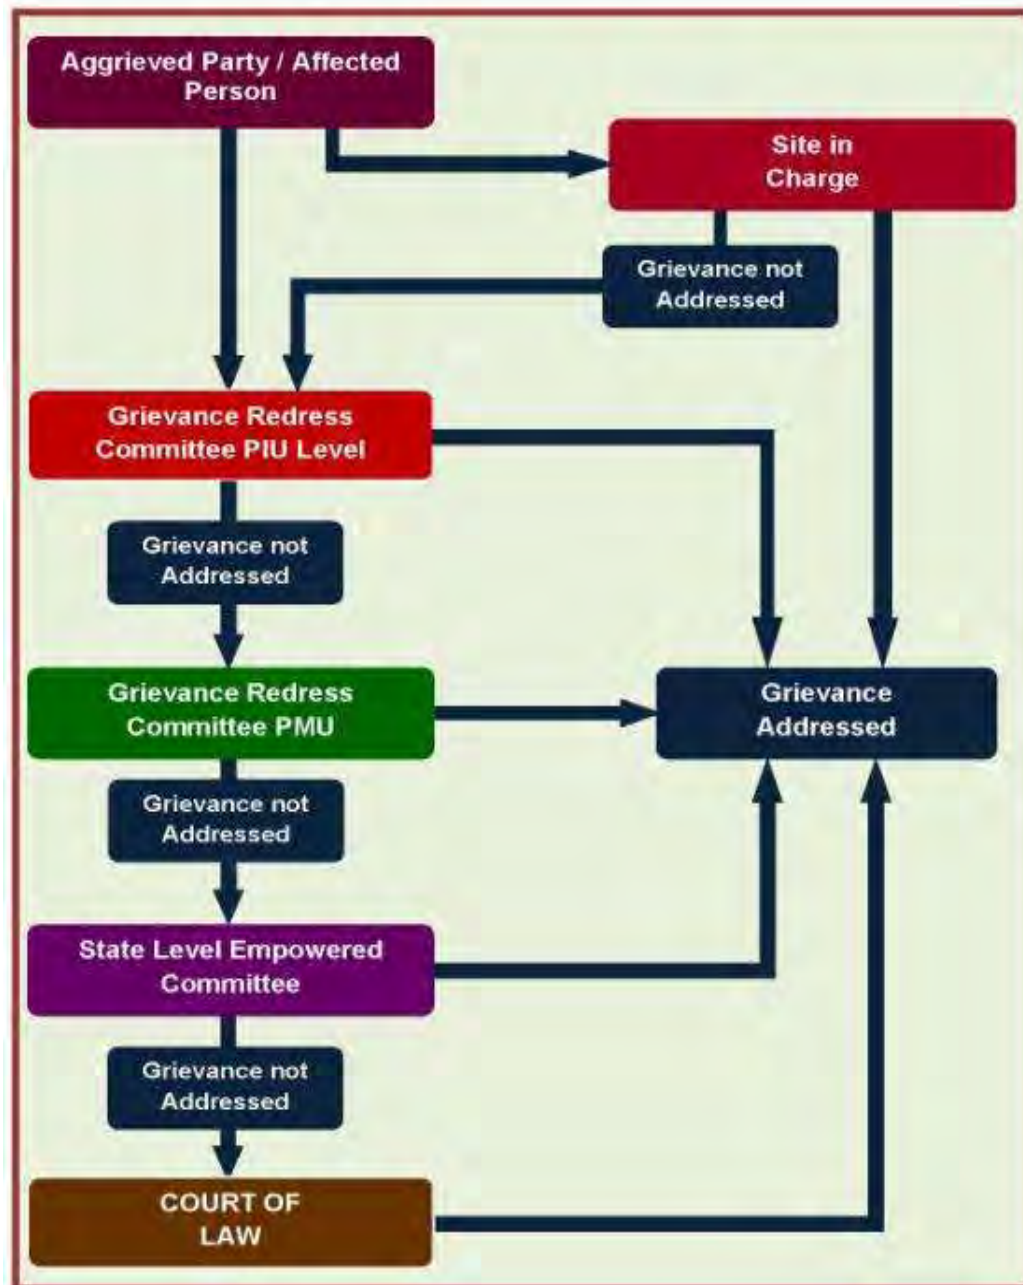 Aggrieved Party / Affected
Person
Site in
Charge
Grievance not
Addressed
Grievance Redress
Committee PIU Level
Grievance not
Addressed
Grievance Redress
Committee PMU
Grievance
Addressed
Grievance not
Addressed
State Level Empowered
Committee
Grievance not
Addressed
COURT OF
LAW